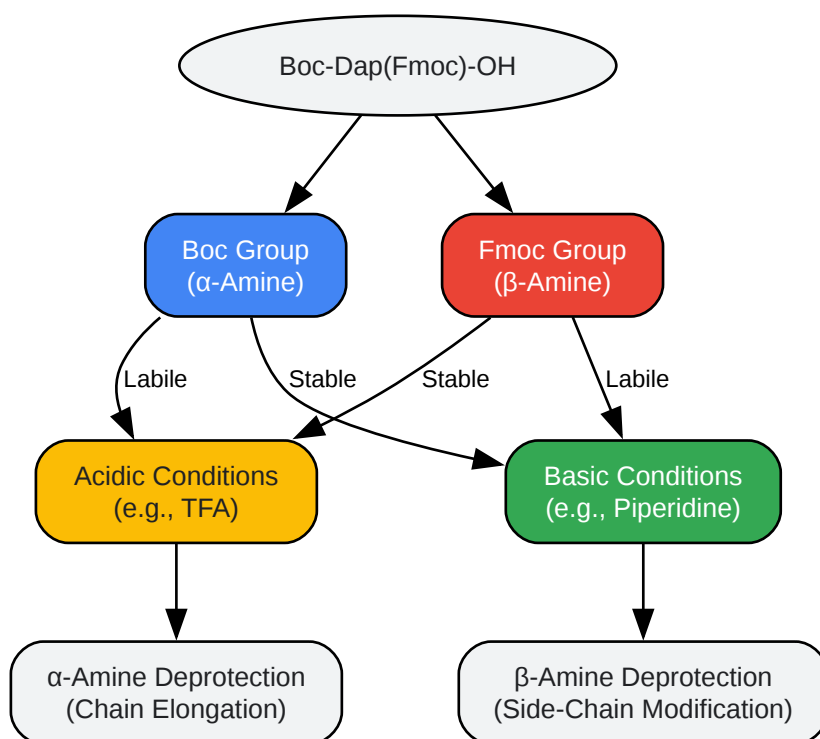 Boc-Dap(Fmoc)-OH
Boc Group
(α-Amine)
Fmoc Group
(β-Amine)
Labile
Stable
Stable
Labile
Acidic Conditions
(e.g., TFA)
Basic Conditions
(e.g., Piperidine)
α-Amine Deprotection
(Chain Elongation)
β-Amine Deprotection
(Side-Chain Modification)